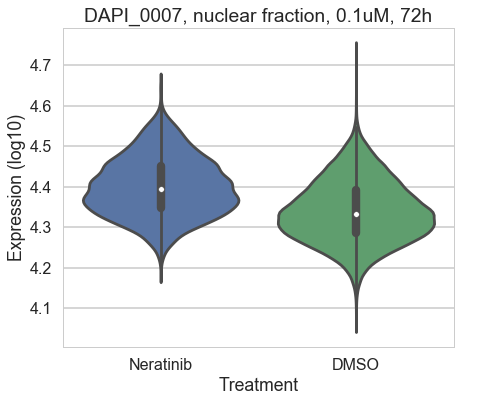 DAPI_0007, nuclear fraction, 0.1uM, 72h
Expression (log10)
4.7
4.6
4.5
4.4
4.3
4.2
4.1
Neratinib DMSO
Treatment